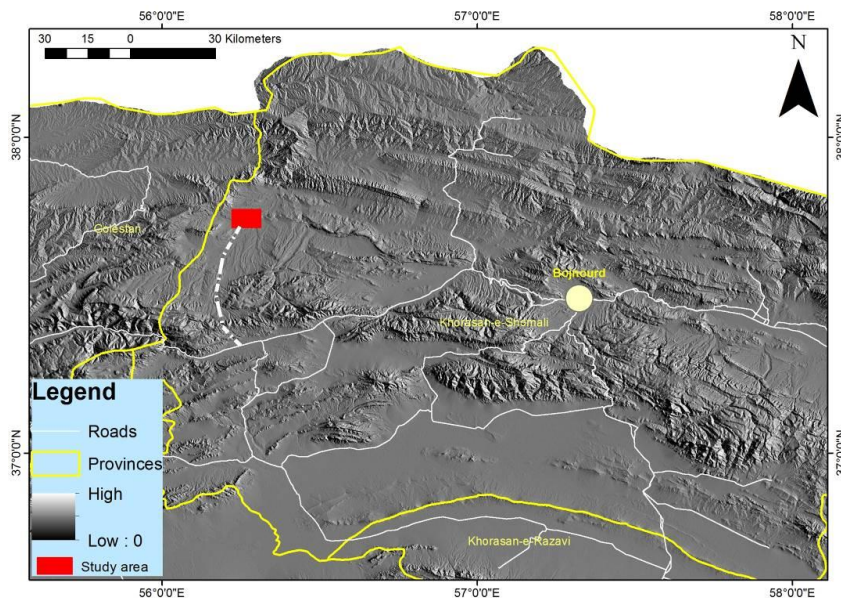 56°0'0"E
57°0'0"E
58°0'0"E
30 15 0 30 Kilometers
N
38°0'0"N
38°0'0"N
Golestan
Bojnourd
Khorasan-e-Shomali
Legend
Roads
Provinces
High
Low : 0
Study area
37°0'0"N
37°0'0"N
Khorasan-e-Razavi
56°0'0"E
57°0'0"E
58°0'0"E